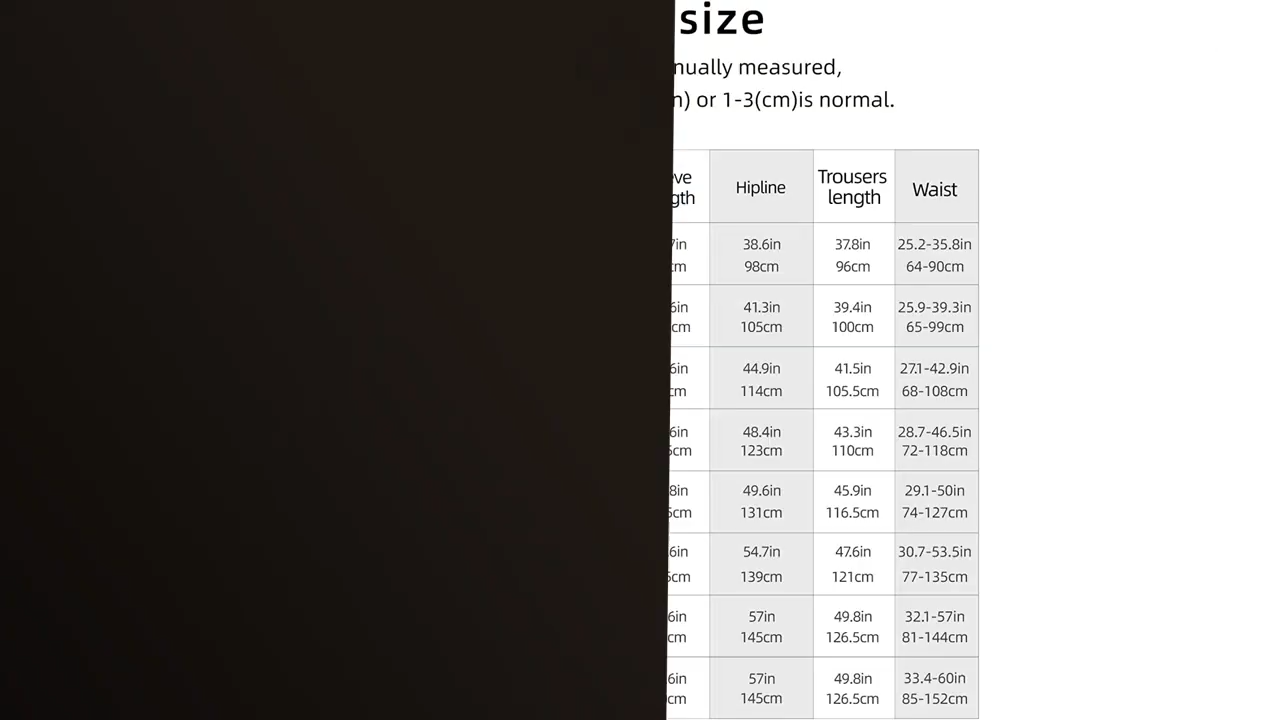 size
measured,
or 1-3(cm)is normal.
Hipline Trousers length Waist
38.6in 37.8in 25.2-35.8in
98cm 96cm 64-90cm
41.3in 39.4in 25.9-39.3in
105cm 100cm 65-99cm
44.9in 41.5in 27.1-42.9in
114cm 105.5cm 68-108cm
48.4in 43.3in 28.7-46.5in
123cm 110cm 72-118cm
49.6in 45.9in 29.1-50in
131cm 116.5cm 74-127cm
54.7in 47.6in 30.7-53.5in
139cm 121cm 77-135cm
57in 49.8in 32.1-57in
145cm 126.5cm 81-144cm
57in 49.8in 33.4-60in
145cm 126.5cm 85-152cm